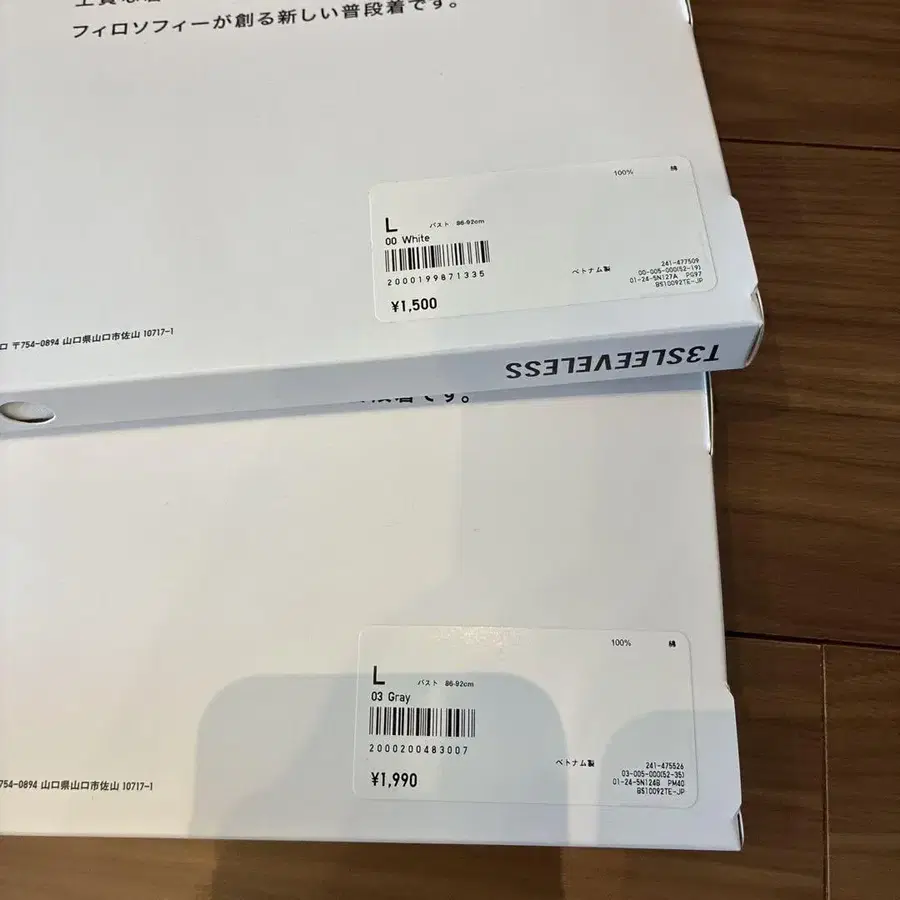 フィロソフィーが創る新しい普段着です。
100% 綿
L バスト 86-92cm
00 White
2000199871335
ベトナム製
241-477509
00-005-000(52-19)
01-24-5N127A PG97
BS10092TE-JP
¥1,500
〒754-0894 山口県山口市佐山 10717-1
T3SLEEVELESS
着です。
100% 綿
L バスト 86-92cm
03 Gray
2000200483007
ベトナム製
241-475526
03-005-000(52-35)
01-24-5N124B PM40
BS10092TE-JP
¥1,990
754-0894 山口県山口市佐山 10717-1